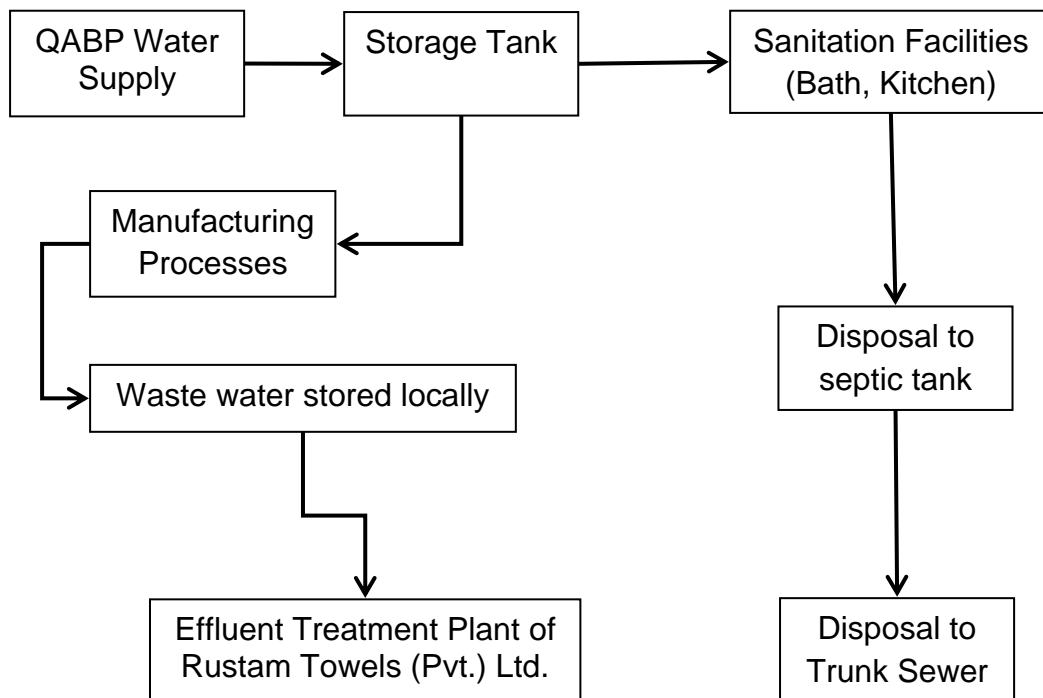 QABP Water
Supply
Storage Tank
Sanitation Facilities
(Bath, Kitchen)
Manufacturing
Processes
Waste water stored locally
Disposal to
septic tank
Effluent Treatment Plant of
Rustam Towels (Pvt.) Ltd.
Disposal to
Trunk Sewer